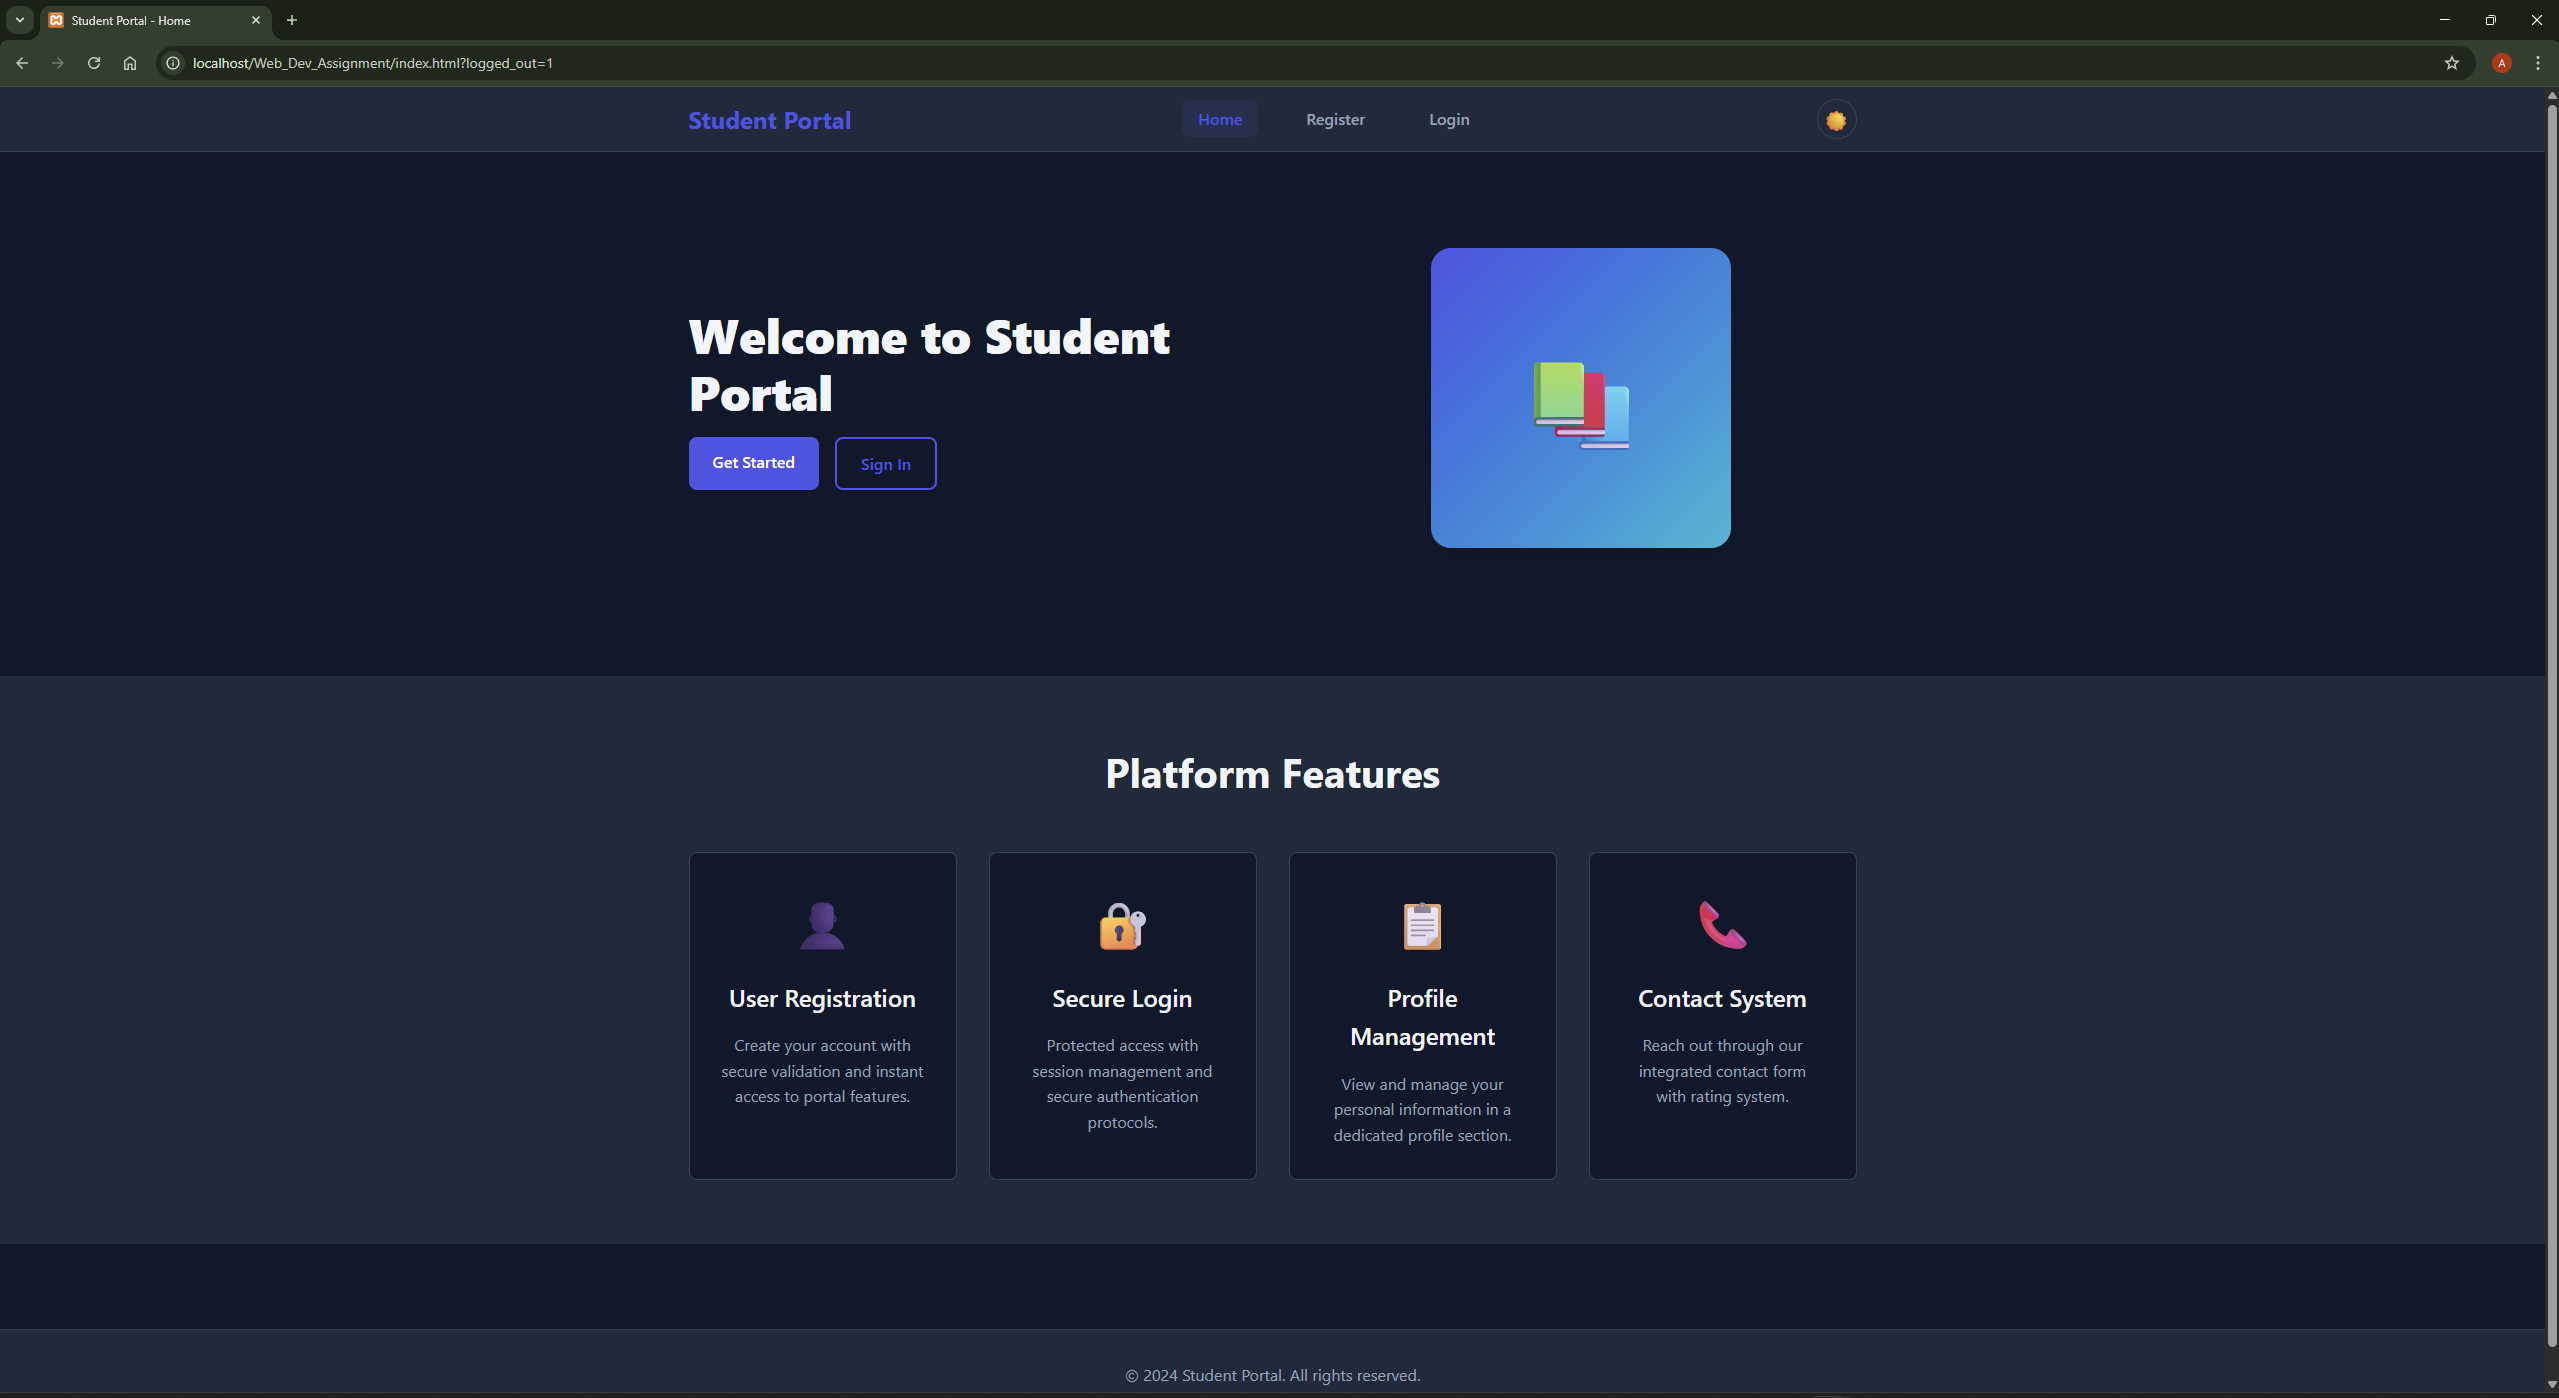 Student Portal - Home
localhost/Web_Dev_Assignment/index.html?logged_out=1
A
Student Portal
Home
Register
Login
Welcome to Student
Portal
Get Started
Sign In
Platform Features
User Registration
Create your account with
secure validation and instant
access to portal features.
Secure Login
Protected access with
session management and
secure authentication
protocols.
Profile
Management
View and manage your
personal information in a
dedicated profile section.
Contact System
Reach out through our
integrated contact form
with rating system.
© 2024 Student Portal. All rights reserved.